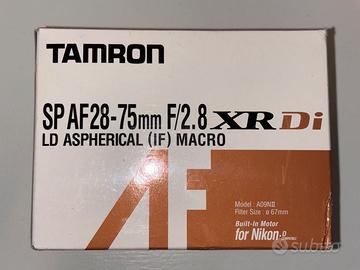 TAMRON
SP AF28-75mm F/2.8 XR Di
LD ASPHERICAL (IF) MACRO
AF
Model : A09NII
Filter Size : ø 67mm
Built-in Motor
for Nikon-D
subito